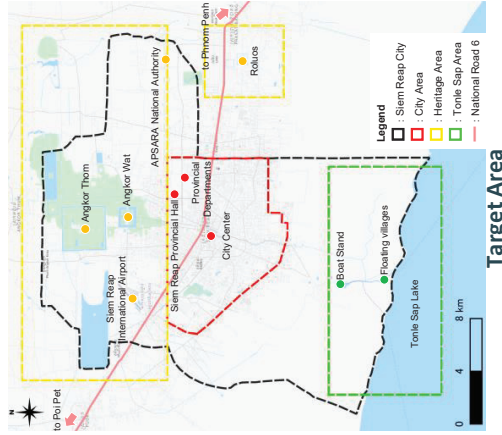 N
to Poi Pet
to Phnom Penh
Angkor Thom
Angkor Wat
Siem Reap
International Airport
APSARA National Authority
Roluos
Siem Reap Provincial Hall
Provincial
Departments
City Center
Boat Stand
Floating villages
Tonle Sap Lake
Legend
: Siem Reap City
: City Area
: Heritage Area
: Tonle Sap Area
: National Road 6
0 4 8 km
Target Area